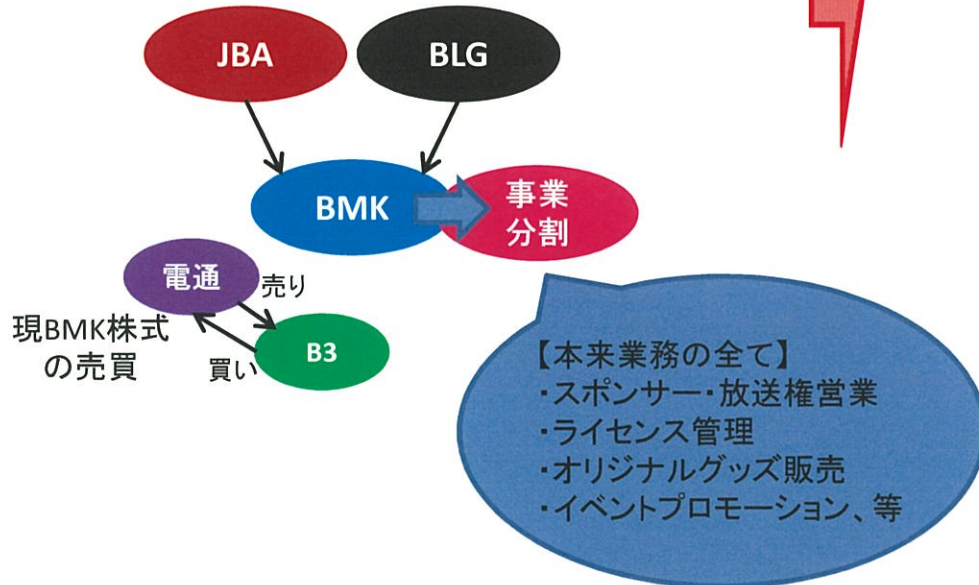 JBA
BLG
BMK
事業
分割
電通
売り
現BMK株式
の売買
買い
B3
【本来業務の全て】
・スポンサー・放送権営業
・ライセンス管理
・オリジナルグッズ販売
・イベントプロモーション、等